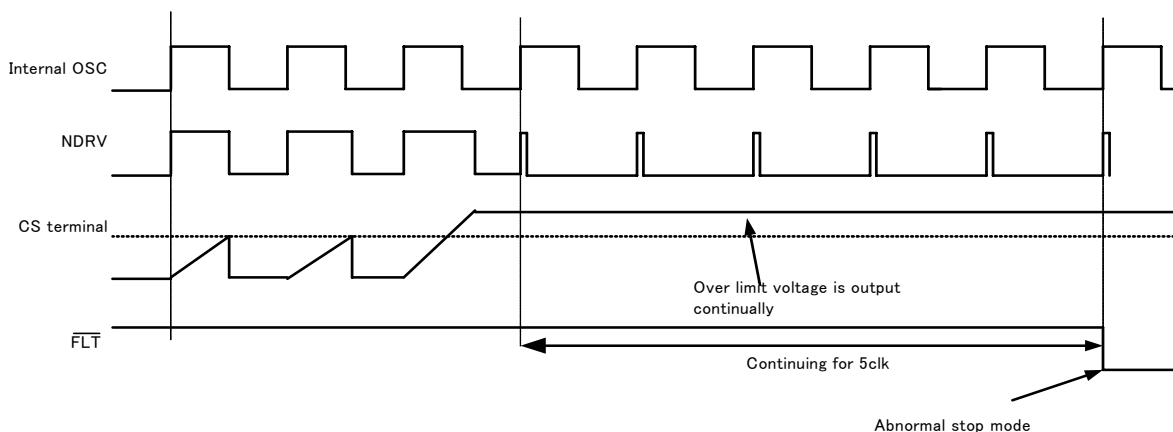 Internal OSC
NDRV
CS terminal
Over limit voltage is output
continually
FLT
Continuing for 5clk
Abnormal stop mode